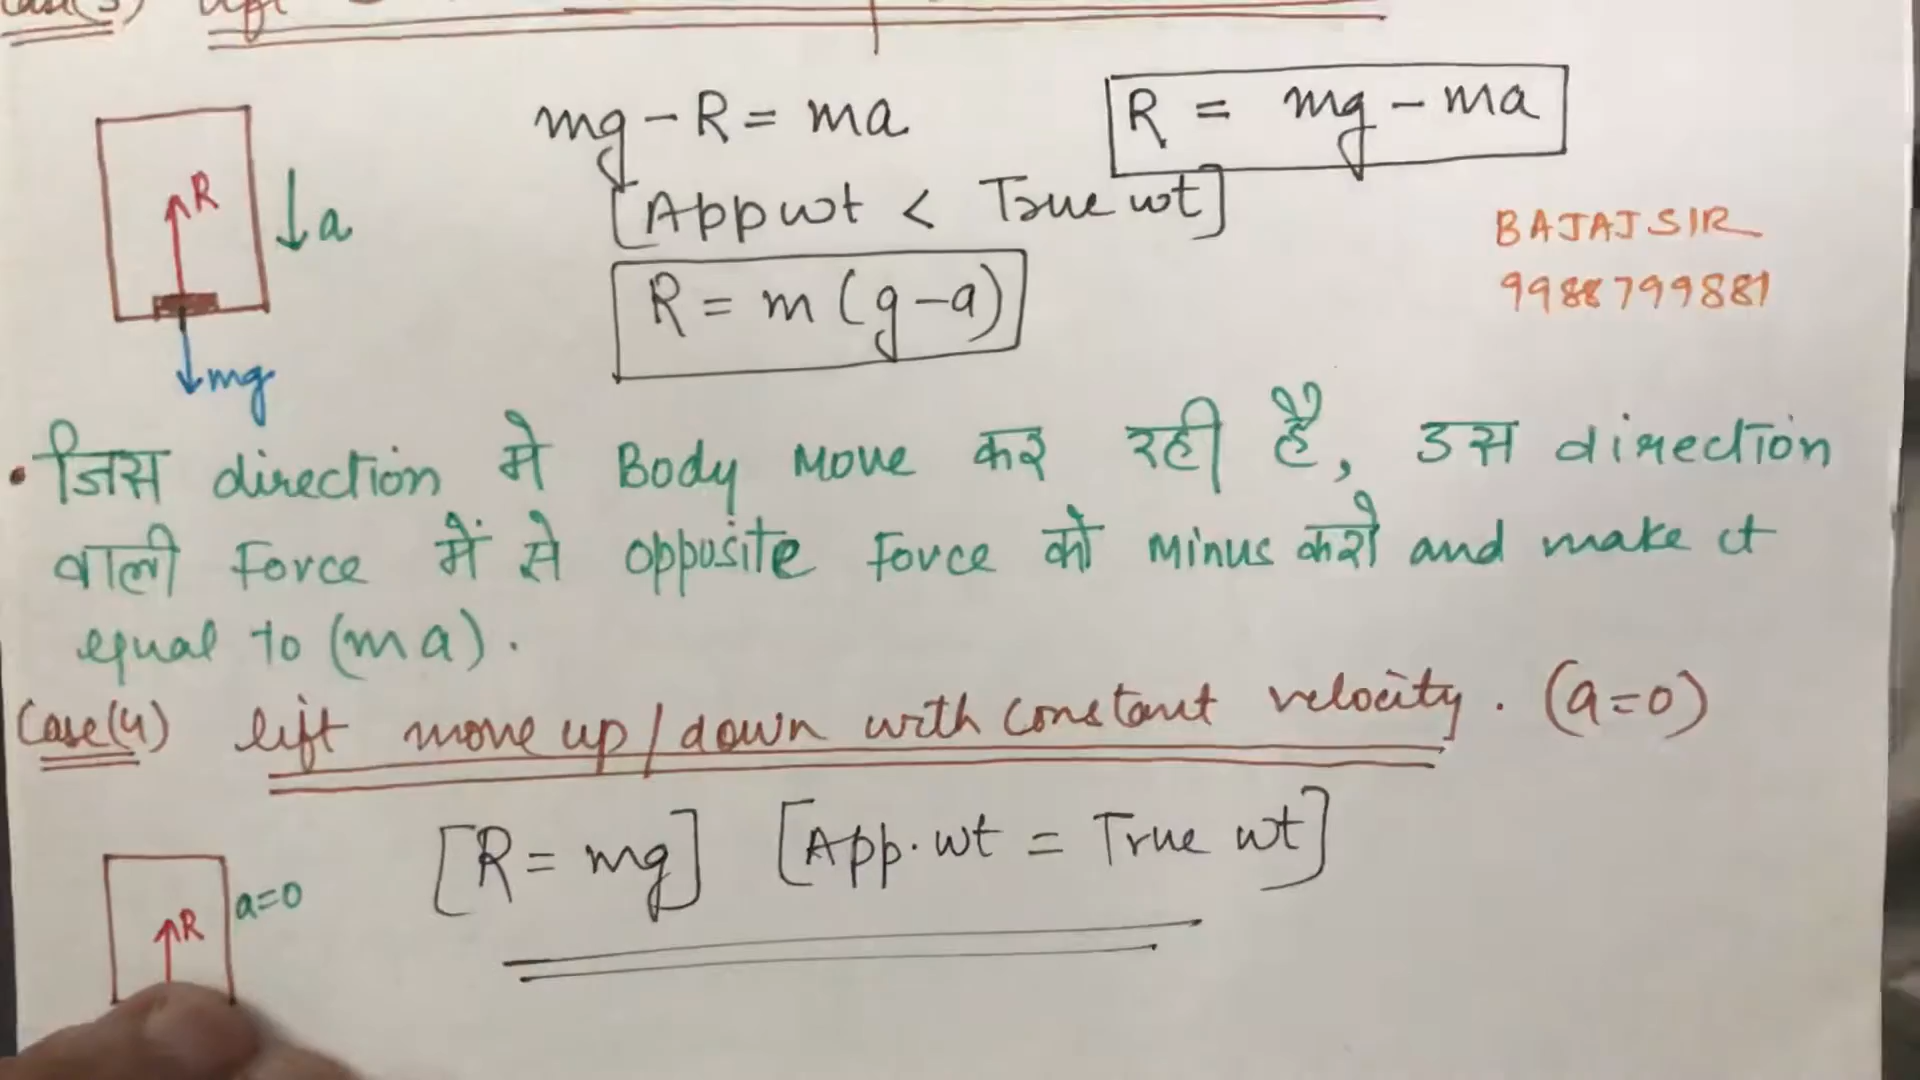 mg - R = ma
R = mg - ma
[App wt < True wt]
R = m (g - a)
BAJAJ SIR
9988799881
R
a
mg
• जिस direction मे Body move कर रही है, उस direction
वाली Force में से opposite Force को minus करो and make it
equal to (ma).
Case(4) lift move up/down with constant velocity. (a=0)
[R = mg] [App. wt = True wt]
a=0
R